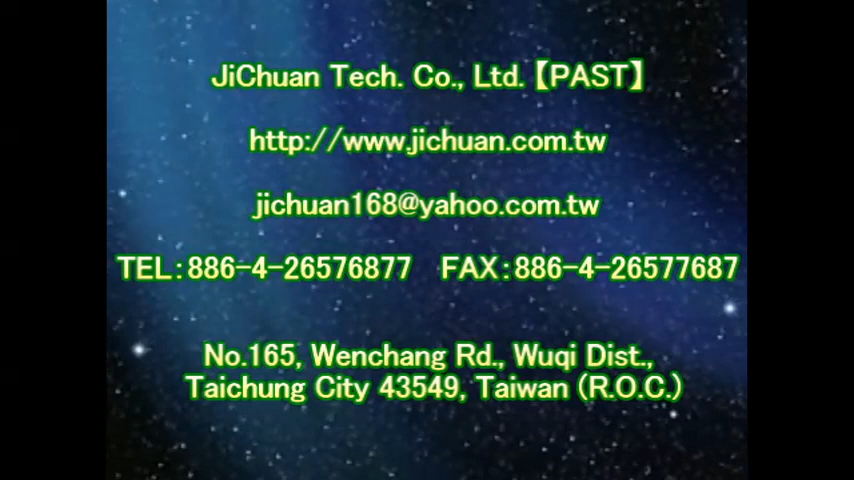 JiChuan Tech. Co., Ltd.【PAST】
http://www.jichuan.com.tw
jichuan168@yahoo.com.tw
TEL:886-4-26576877 FAX:886-4-26577687
No.165, Wenchang Rd., Wuqi Dist.,
Taichung City 43549, Taiwan (R.O.C.)